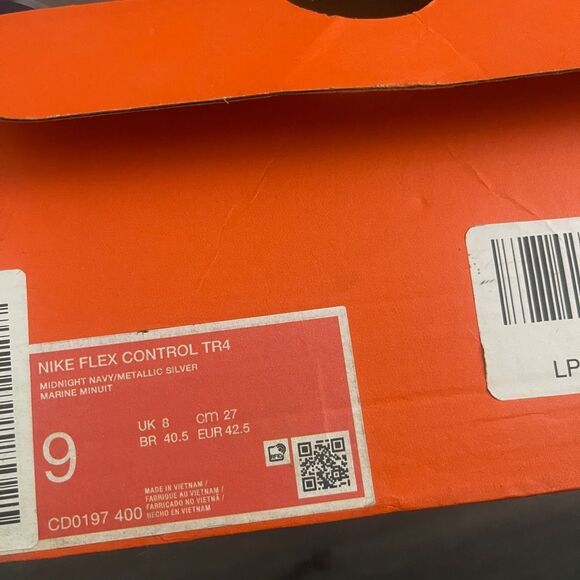 NIKE FLEX CONTROL TR4
MIDNIGHT NAVY/METALLIC SILVER
MARINE MINUIT
9
UK 8 cm 27
BR 40.5 EUR 42.5
MADE IN VIETNAM/
FABRIQUE AU VIETNAM/
FABRICADO NO VIETNÃ/
HECHO EN VIETNAM
CD0197 400
LP